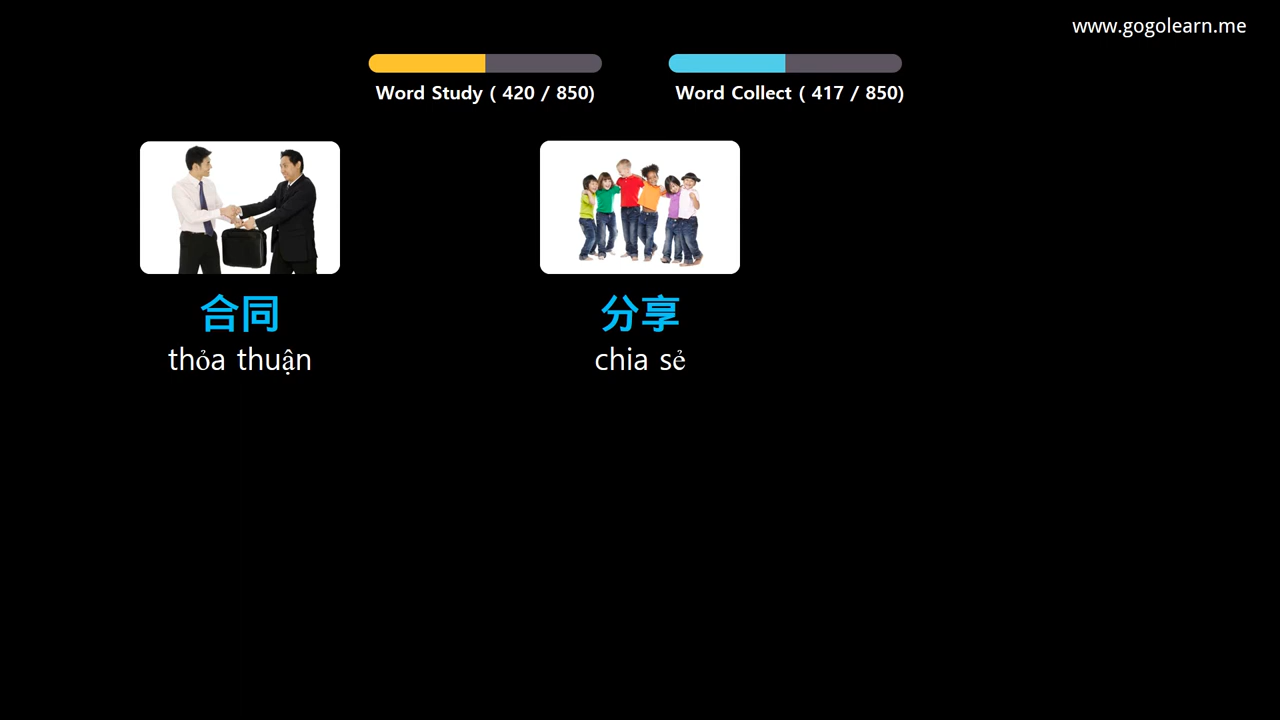 www.gogolearn.me
Word Study ( 420 / 850)
Word Collect ( 417 / 850)
合同
thỏa thuận
分享
chia sẻ